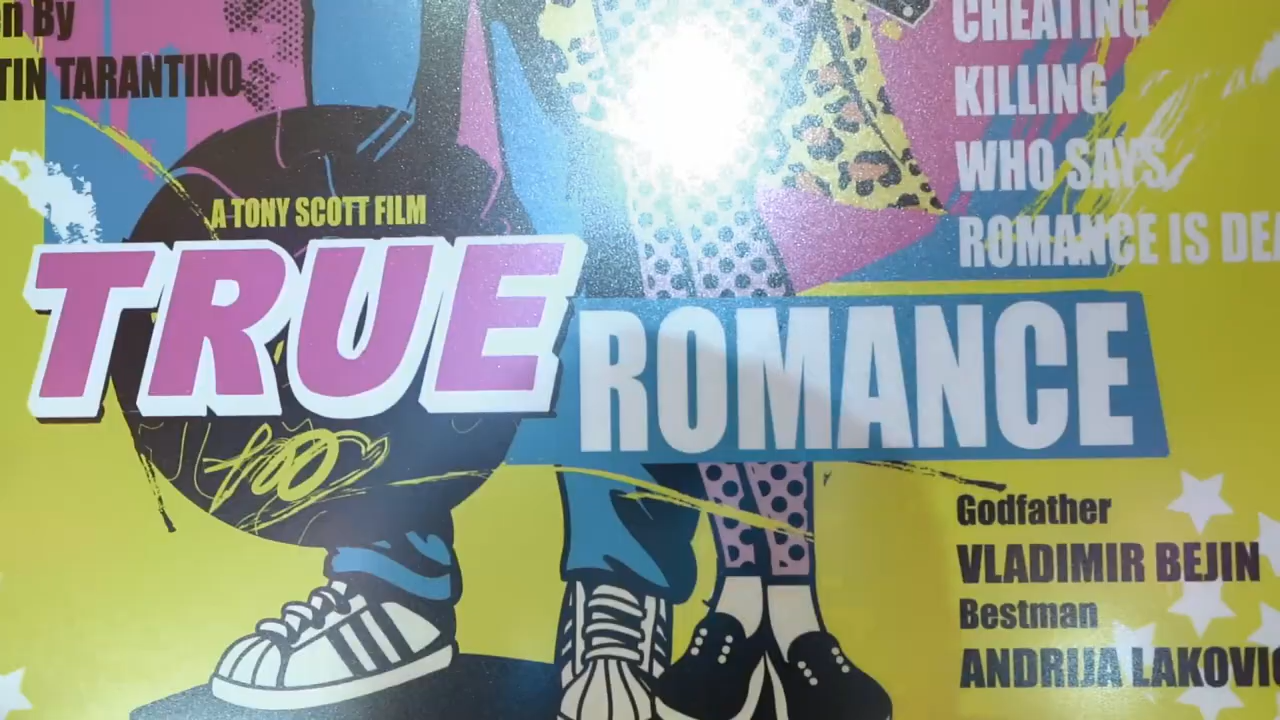 n By
TIN TARANTINO
CHEATING
KILLING
WHO SAYS
ROMANCE IS DEA
A TONY SCOTT FILM
TRUE
ROMANCE
Godfather
VLADIMIR BEJIN
Bestman
ANDRIJA LAKOVIC